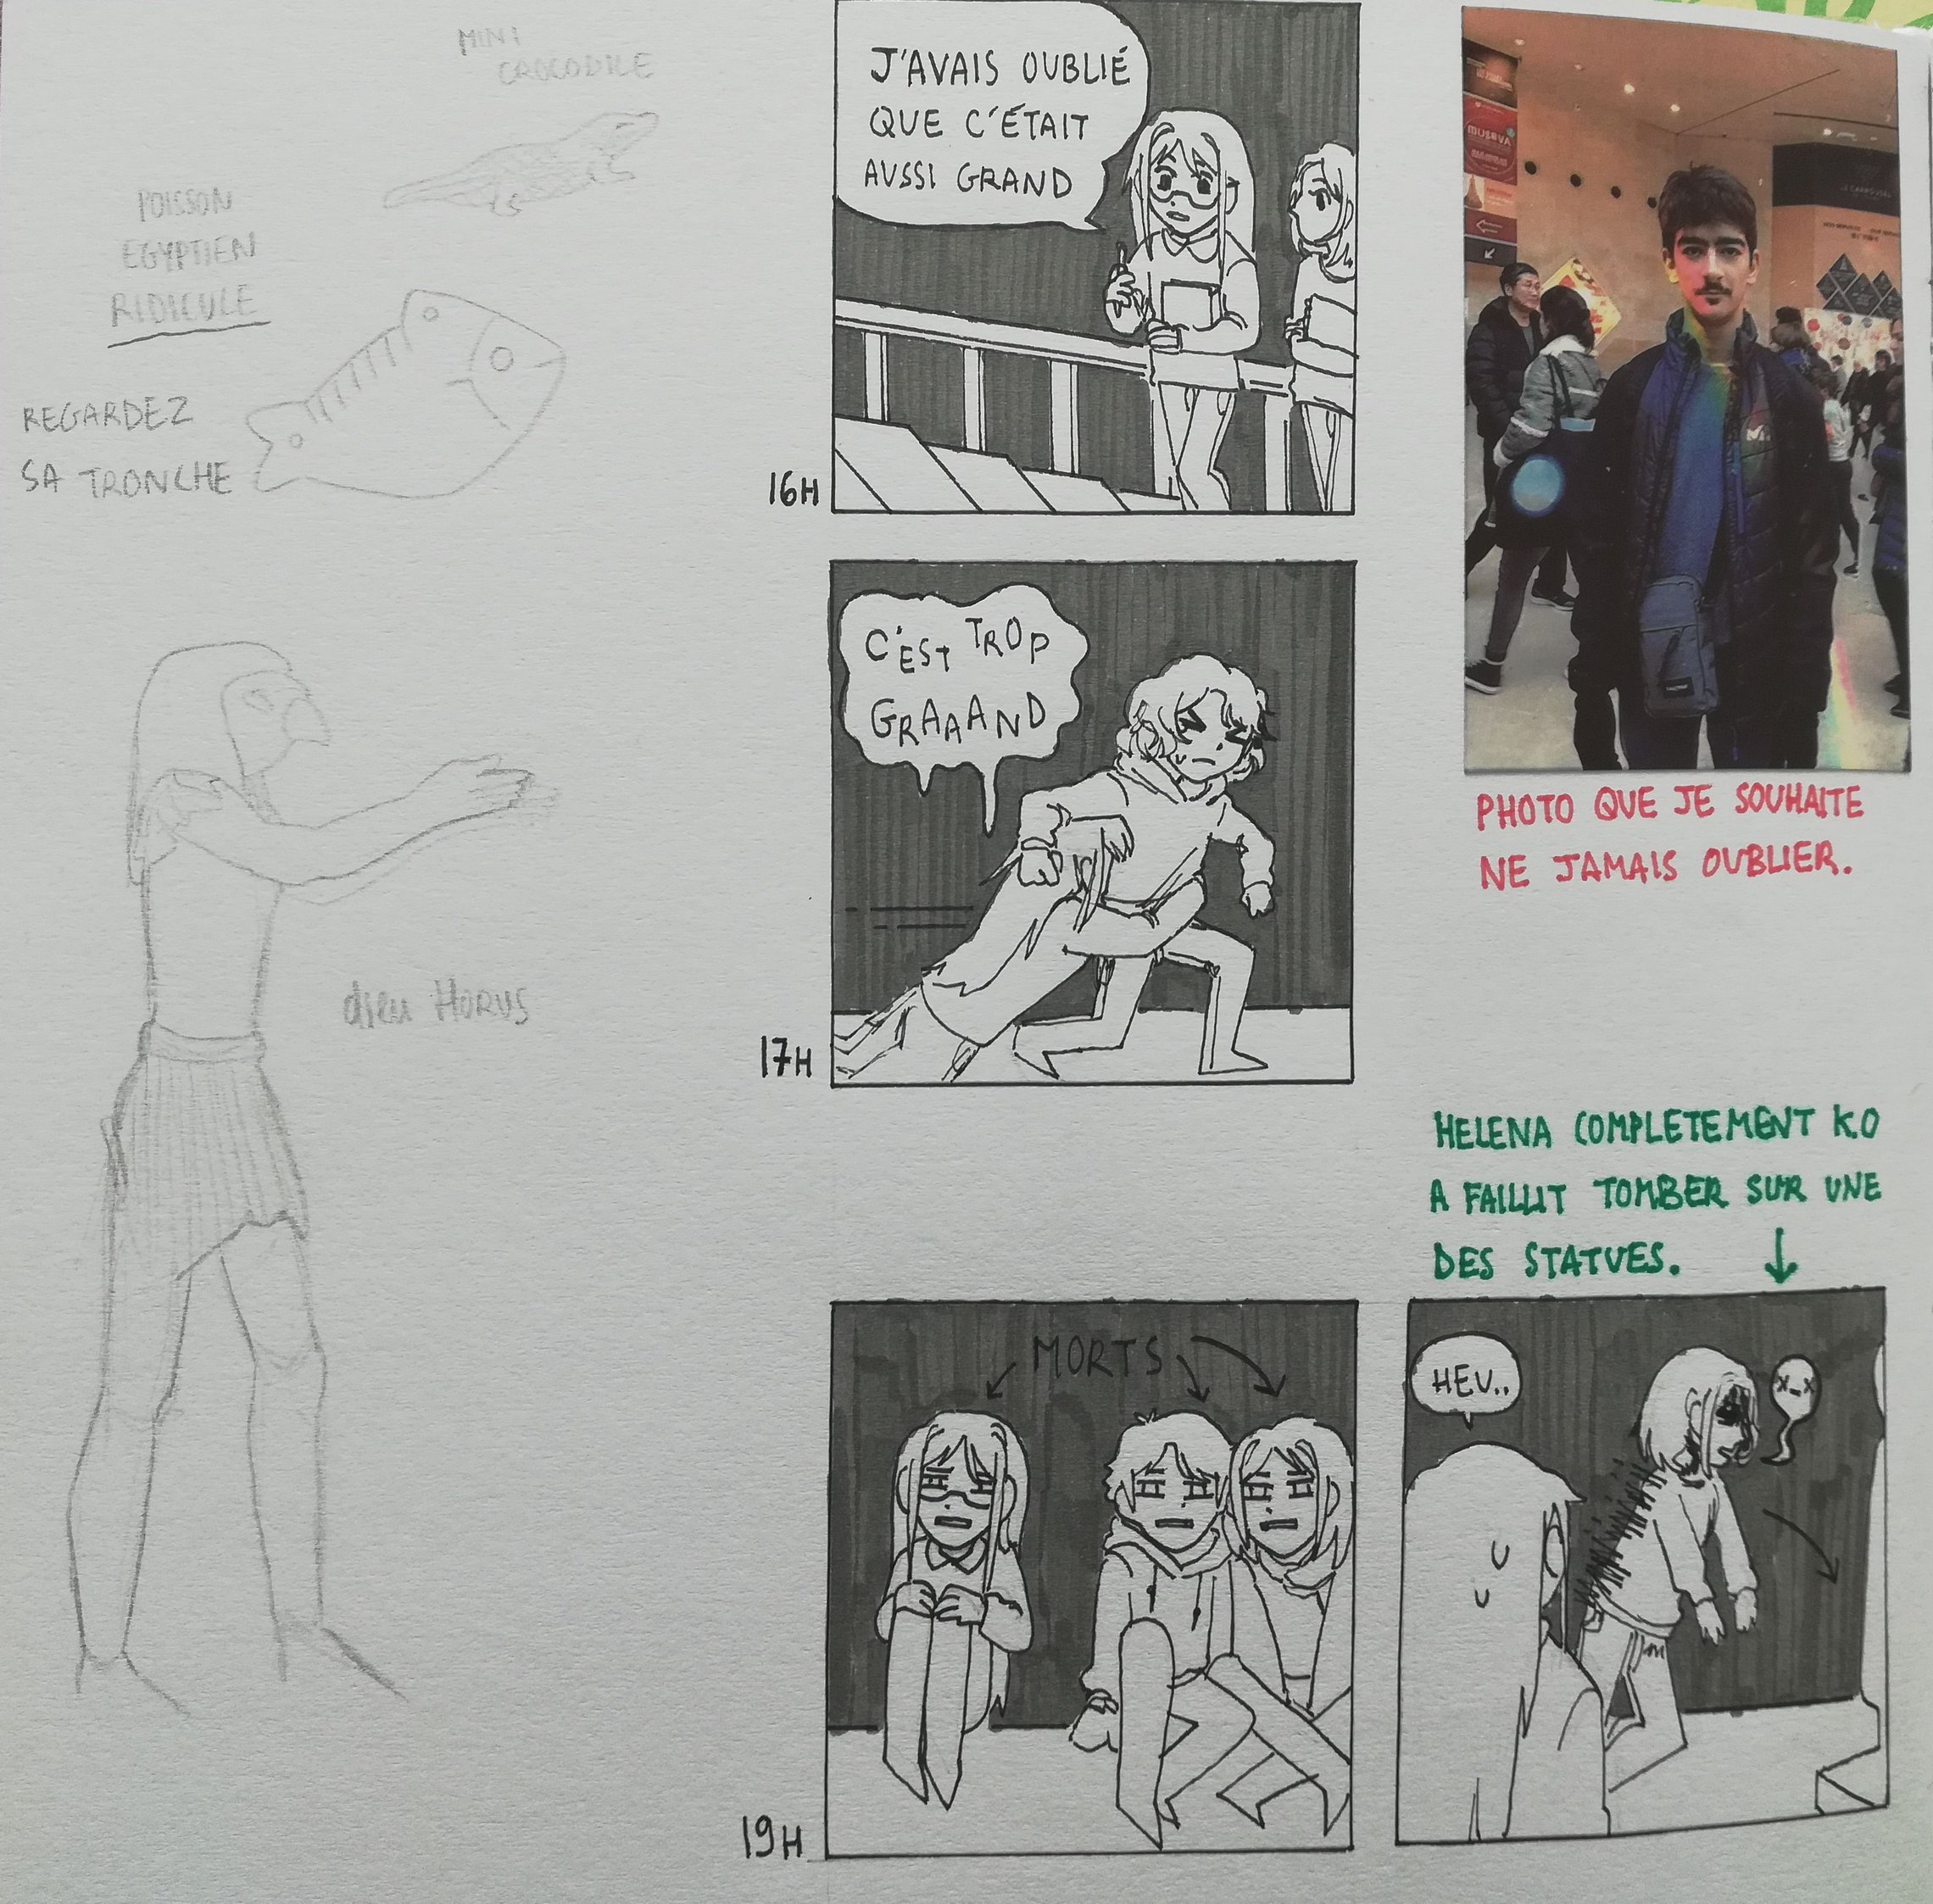 MINI
CROCODILE
POISSON
EGYPTIEN
RIDICULE
REGARDEZ
SA TRONCHE
dieu HORUS
J'AVAIS OUBLIÉ
QUE C'ÉTAIT
AUSSI GRAND
16H
C'EST TROP
GRAAAND
17H
MUSEVA
PHOTO QUE JE SOUHAITE
NE JAMAIS OUBLIER.
HELENA COMPLETEMENT K.O
A FAILLIT TOMBER SUR UNE
DES STATUES.
MORTS
19H
HEU..
X_X